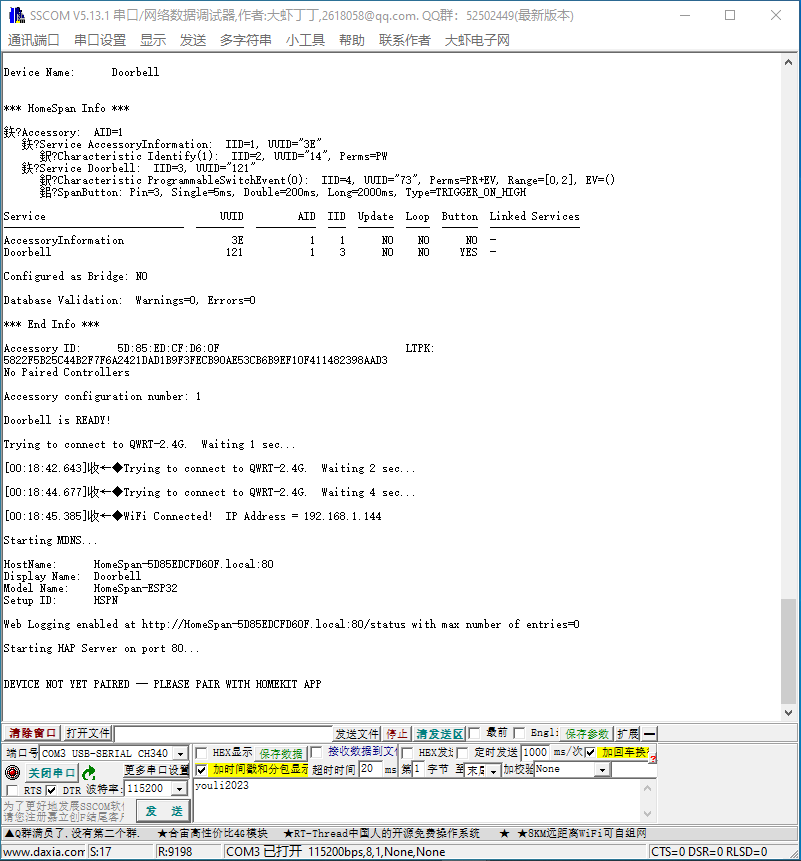 SSCOM V5.13.1 串口/网络数据调试器,作者:大虾丁丁,2618058@qq.com. QQ群: 52502449(最新版本)
通讯端口 串口设置 显示 发送 多字符串 小工具 帮助 联系作者 大虾电子网
Device Name: Doorbell
*** HomeSpan Info ***
鈥?Accessory: AID=1
鈥?Service AccessoryInformation: IID=1, UUID="3E"
鈫?Characteristic Identify(1): IID=2, UUID="14", Perms=PW
鈥?Service Doorbell: IID=3, UUID="121"
鈫?Characteristic ProgrammableSwitchEvent(0): IID=4, UUID="73", Perms=PR+EV, Range=[0,2], EV=()
SpanButton: Pin=3, Single=5ms, Double=200ms, Long=2000ms, Type=TRIGGER_ON_HIGH
Service UUID AID IID Update Loop Button Linked Services
AccessoryInformation 3E 1 1 NO NO NO -
Doorbell 121 1 3 NO NO YES -
Configured as Bridge: NO
Database Validation: Warnings=0, Errors=0
*** End Info ***
Accessory ID: 5D:85:ED:CF:D6:0F LTPK:
5822F5B25C44B2F7F6A2421DAD1B9F3FECB90AE53CB6B9EF10F411482398AAD3
No Paired Controllers
Accessory configuration number: 1
Doorbell is READY!
Trying to connect to QWRT-2.4G. Waiting 1 sec...
[00:18:42.643]收←◆Trying to connect to QWRT-2.4G. Waiting 2 sec...
[00:18:44.677]收←◆Trying to connect to QWRT-2.4G. Waiting 4 sec...
[00:18:45.385]收←◆WiFi Connected! IP Address = 192.168.1.144
Starting MDNS...
HostName: HomeSpan-5D85EDCFD60F.local:80
Display Name: Doorbell
Model Name: HomeSpan-ESP32
Setup ID: HSPN
Web Logging enabled at http://HomeSpan-5D85EDCFD60F.local:80/status with max number of entries=0
Starting HAP Server on port 80...
DEVICE NOT YET PAIRED -- PLEASE PAIR WITH HOMEKIT APP
清除窗口 打开文件 发送文件 停止 清发送区 最前 Engli 保存参数 扩展 —
端口号 COM3 USB-SERIAL CH340 HEX显示 保存数据 接收数据到文 HEX发 定时发送 1000 ms/次 加回车换
关闭串口 更多串口设置 加时间戳和分包显示 超时时间 20 ms 第1 字节 至 末尾 加校验 None
RTS DTR 波特率: 115200 youli2023
为了更好地发展SSCOM软
请您注册嘉立创F结尾客 发 送
▲Q群满员了,没有第二个群. ★合宙高性价比4G模块 ★RT-Thread中国人的开源免费操作系统 ★ ★8KM远距离WiFi可自组网
www.daxia.com S:17 R:9198 COM3 已打开 115200bps,8,1,None,None CTS=0 DSR=0 RLSD=0